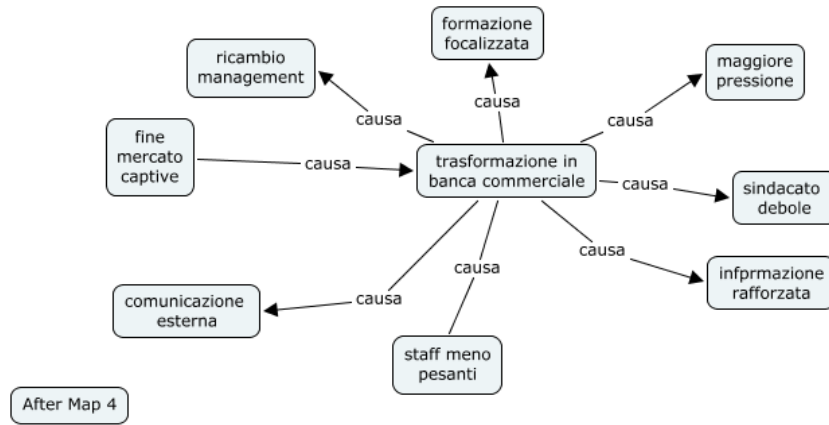 formazione
focalizzata
ricambio
management
maggiore
pressione
causa
causa
causa
fine
mercato
captive
causa
trasformazione in
banca commerciale
causa
sindacato
debole
causa
causa
infprmazione
rafforzata
comunicazione
esterna
causa
staff meno
pesanti
After Map 4